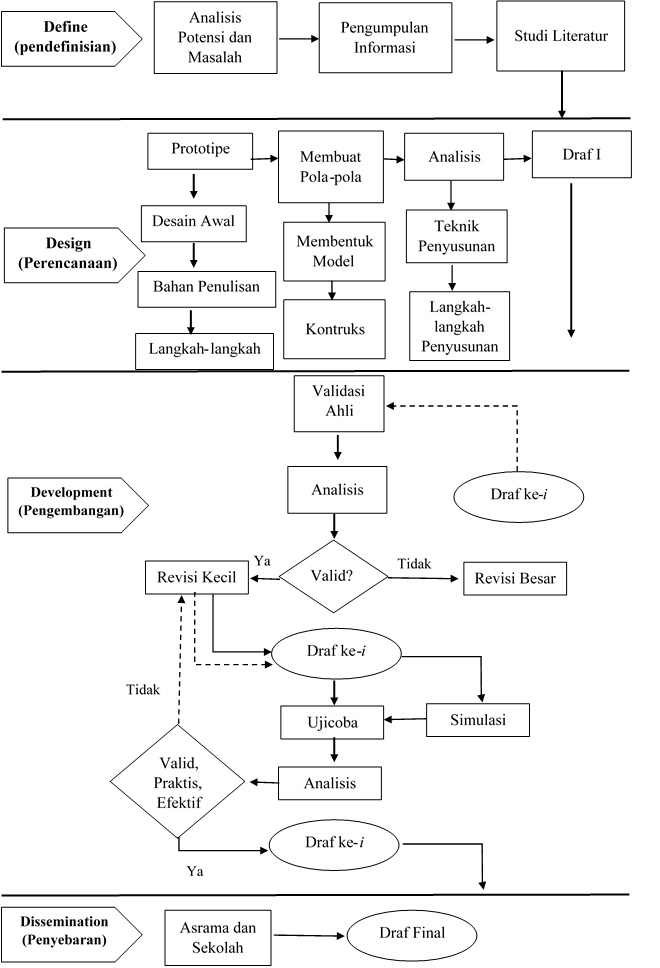 Define
(pendefinisian)
Analisis
Potensi dan
Masalah
Pengumpulan
Informasi
Studi Literatur
Design
(Perencanaan)
Prototipe
Membuat
Pola-pola
Analisis
Draf I
Desain Awal
Membentuk
Model
Teknik
Penyusunan
Bahan Penulisan
Kontruks
Langkah-
langkah
Penyusunan
Langkah-langkah
Development
(Pengembangan)
Validasi
Ahli
Analisis
Draf ke-i
Valid?
Ya
Tidak
Revisi Kecil
Revisi Besar
Draf ke-i
Tidak
Ujicoba
Simulasi
Valid,
Praktis,
Efektif
Analisis
Draf ke-i
Ya
Dissemination
(Penyebaran)
Asrama dan
Sekolah
Draf Final